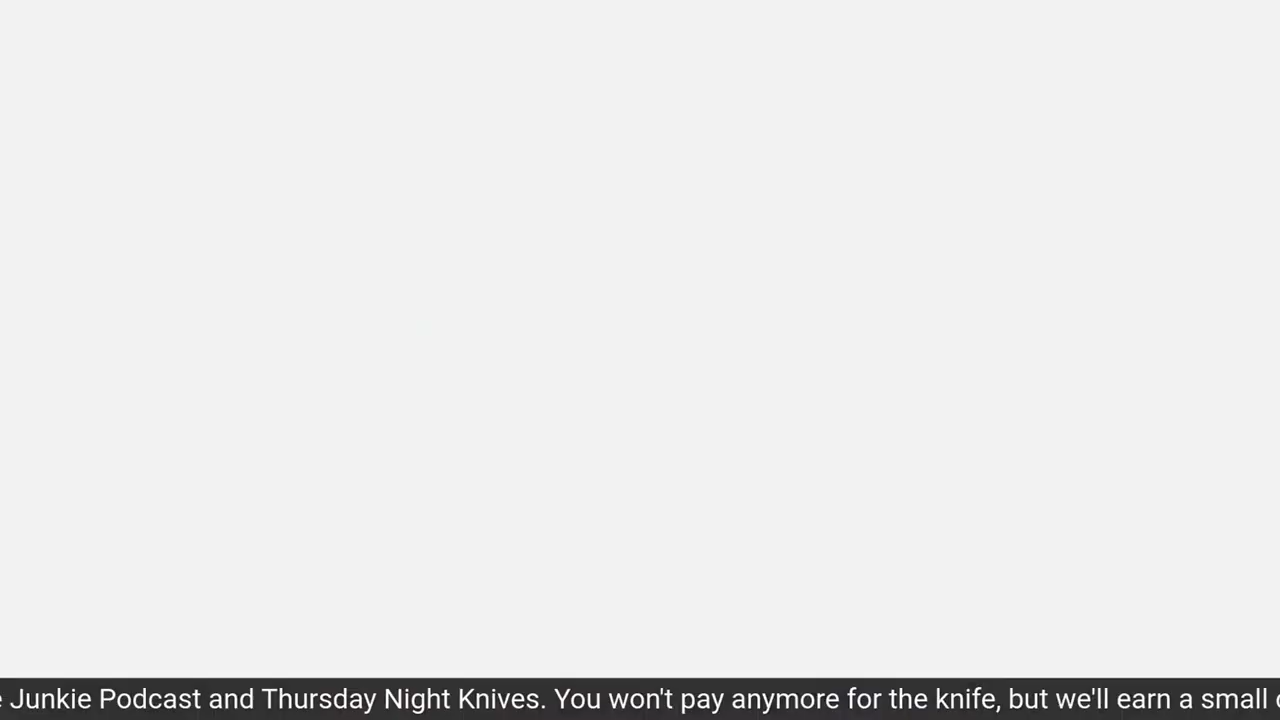 Junkie Podcast and Thursday Night Knives. You won't pay anymore for the knife, but we'll earn a small